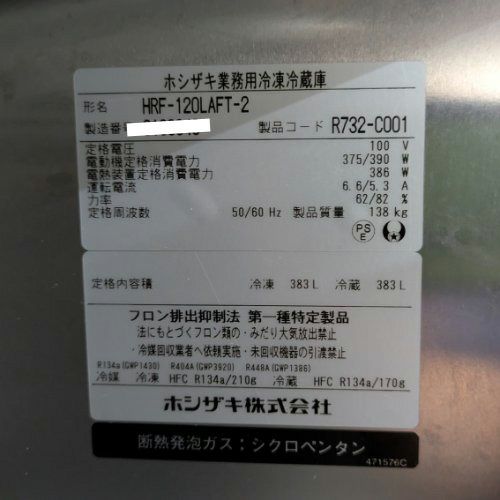 ホシザキ業務用冷凍冷蔵庫
形名 HRF-120LAFT-2
製造番号
製品コード R732-C001
定格電圧 100 V
電動機定格消費電力 375/390 W
電熱装置定格消費電力 386 W
運転電流 6.6/5.3 A
力率 62/82 %
定格周波数 50/60 Hz 製品質量 138 kg
PS
E
定格内容積 冷凍 383 L 冷蔵 383 L
フロン排出抑制法 第一種特定製品
法にもとづくフロン類の・みだり大気放出禁止
・冷媒回収業者へ依頼実施・未回収機器の引渡禁止
R134a(GWP1430) R404A(GWP3920) R448A(GWP1386)
冷媒 冷凍 HFC R134a/210g 冷蔵 HFC R134a/170g
ホシザキ株式会社
断熱発泡ガス:シクロペンタン
471576C